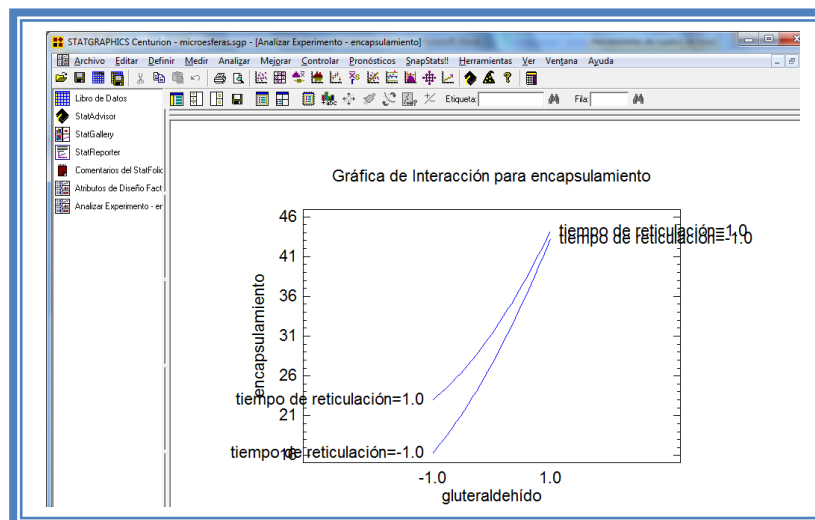 STATGRAPHICS Centurion - microesferas.sgp - [Analizar Experimento - encapsulamiento]
Archivo Editar Definir Medir Analizar Mejorar Controlar Pronósticos SnapStats!! Herramientas Ver Ventana Ayuda
Etiqueta: Fila:
Libro de Datos
StatAdvisor
StatGallery
StatReporter
Comentarios del StatFolio
Atributos de Diseño Fact
Analizar Experimento - er
Gráfica de Interacción para encapsulamiento
46
41
36
31
26
21
16
encapsulamiento
tiempo de reticulación=1.0
tiempo de reticulación=-1.0
tiempo de reticulación=1.0
tiempo de reticulación=-1.0
-1.0 1.0
gluteraldehído